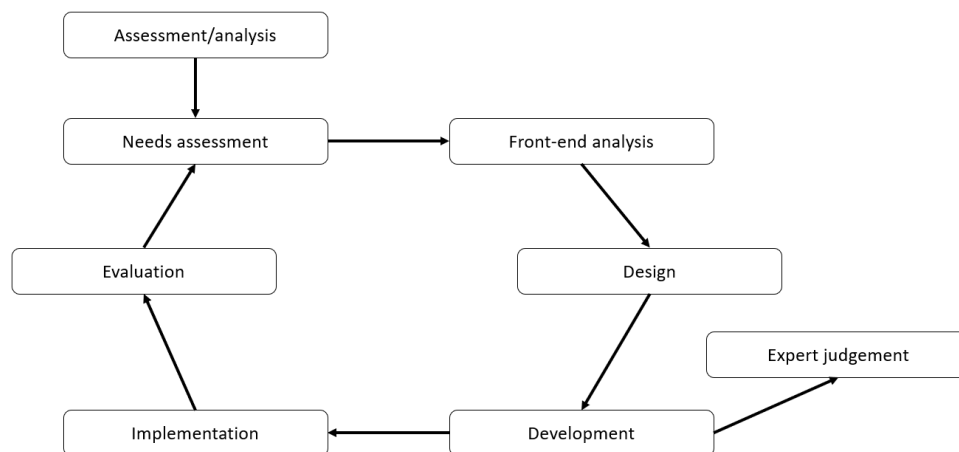 Assessment/analysis
Needs assessment
Front-end analysis
Evaluation
Design
Expert judgement
Implementation
Development